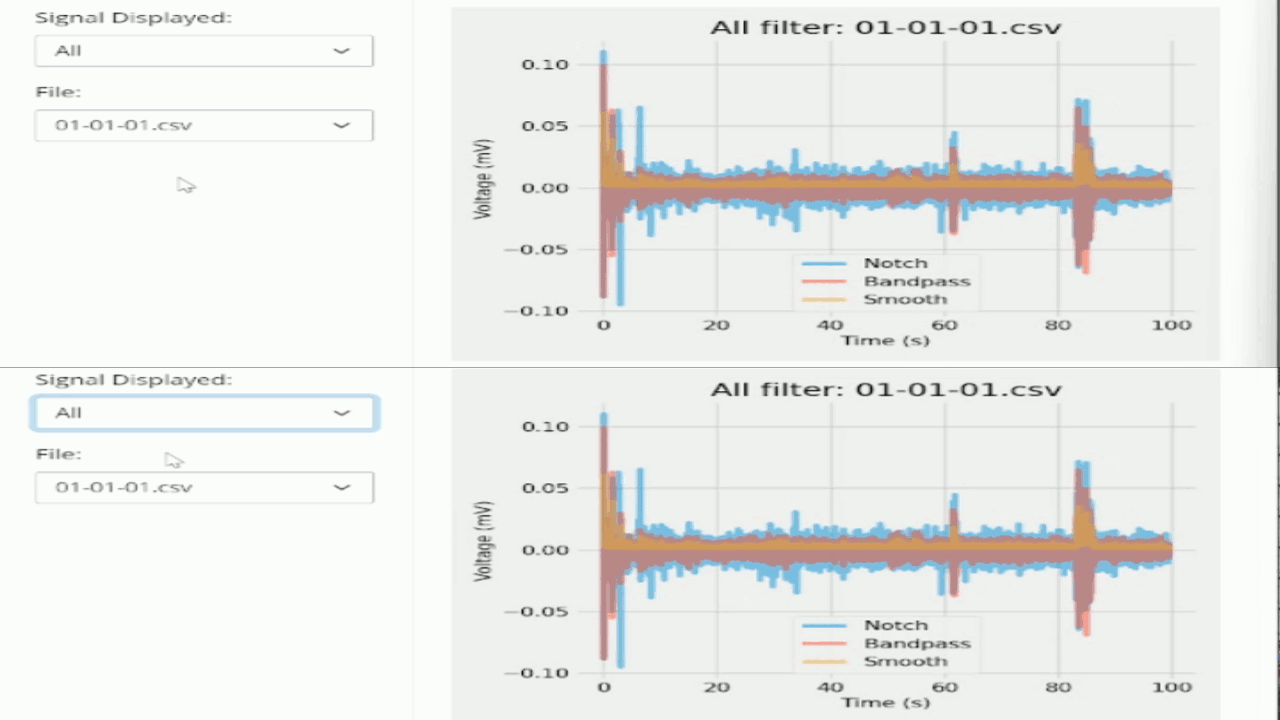 Signal Displayed:
All
File:
01-01-01.csv
All filter: 01-01-01.csv
Voltage (mV)
0.10
0.05
0.00
−0.05
−0.10
Notch
Bandpass
Smooth
0 20 40 60 80 100
Time (s)
Signal Displayed:
All
File:
01-01-01.csv
All filter: 01-01-01.csv
Voltage (mV)
0.10
0.05
0.00
−0.05
−0.10
Notch
Bandpass
Smooth
0 20 40 60 80 100
Time (s)